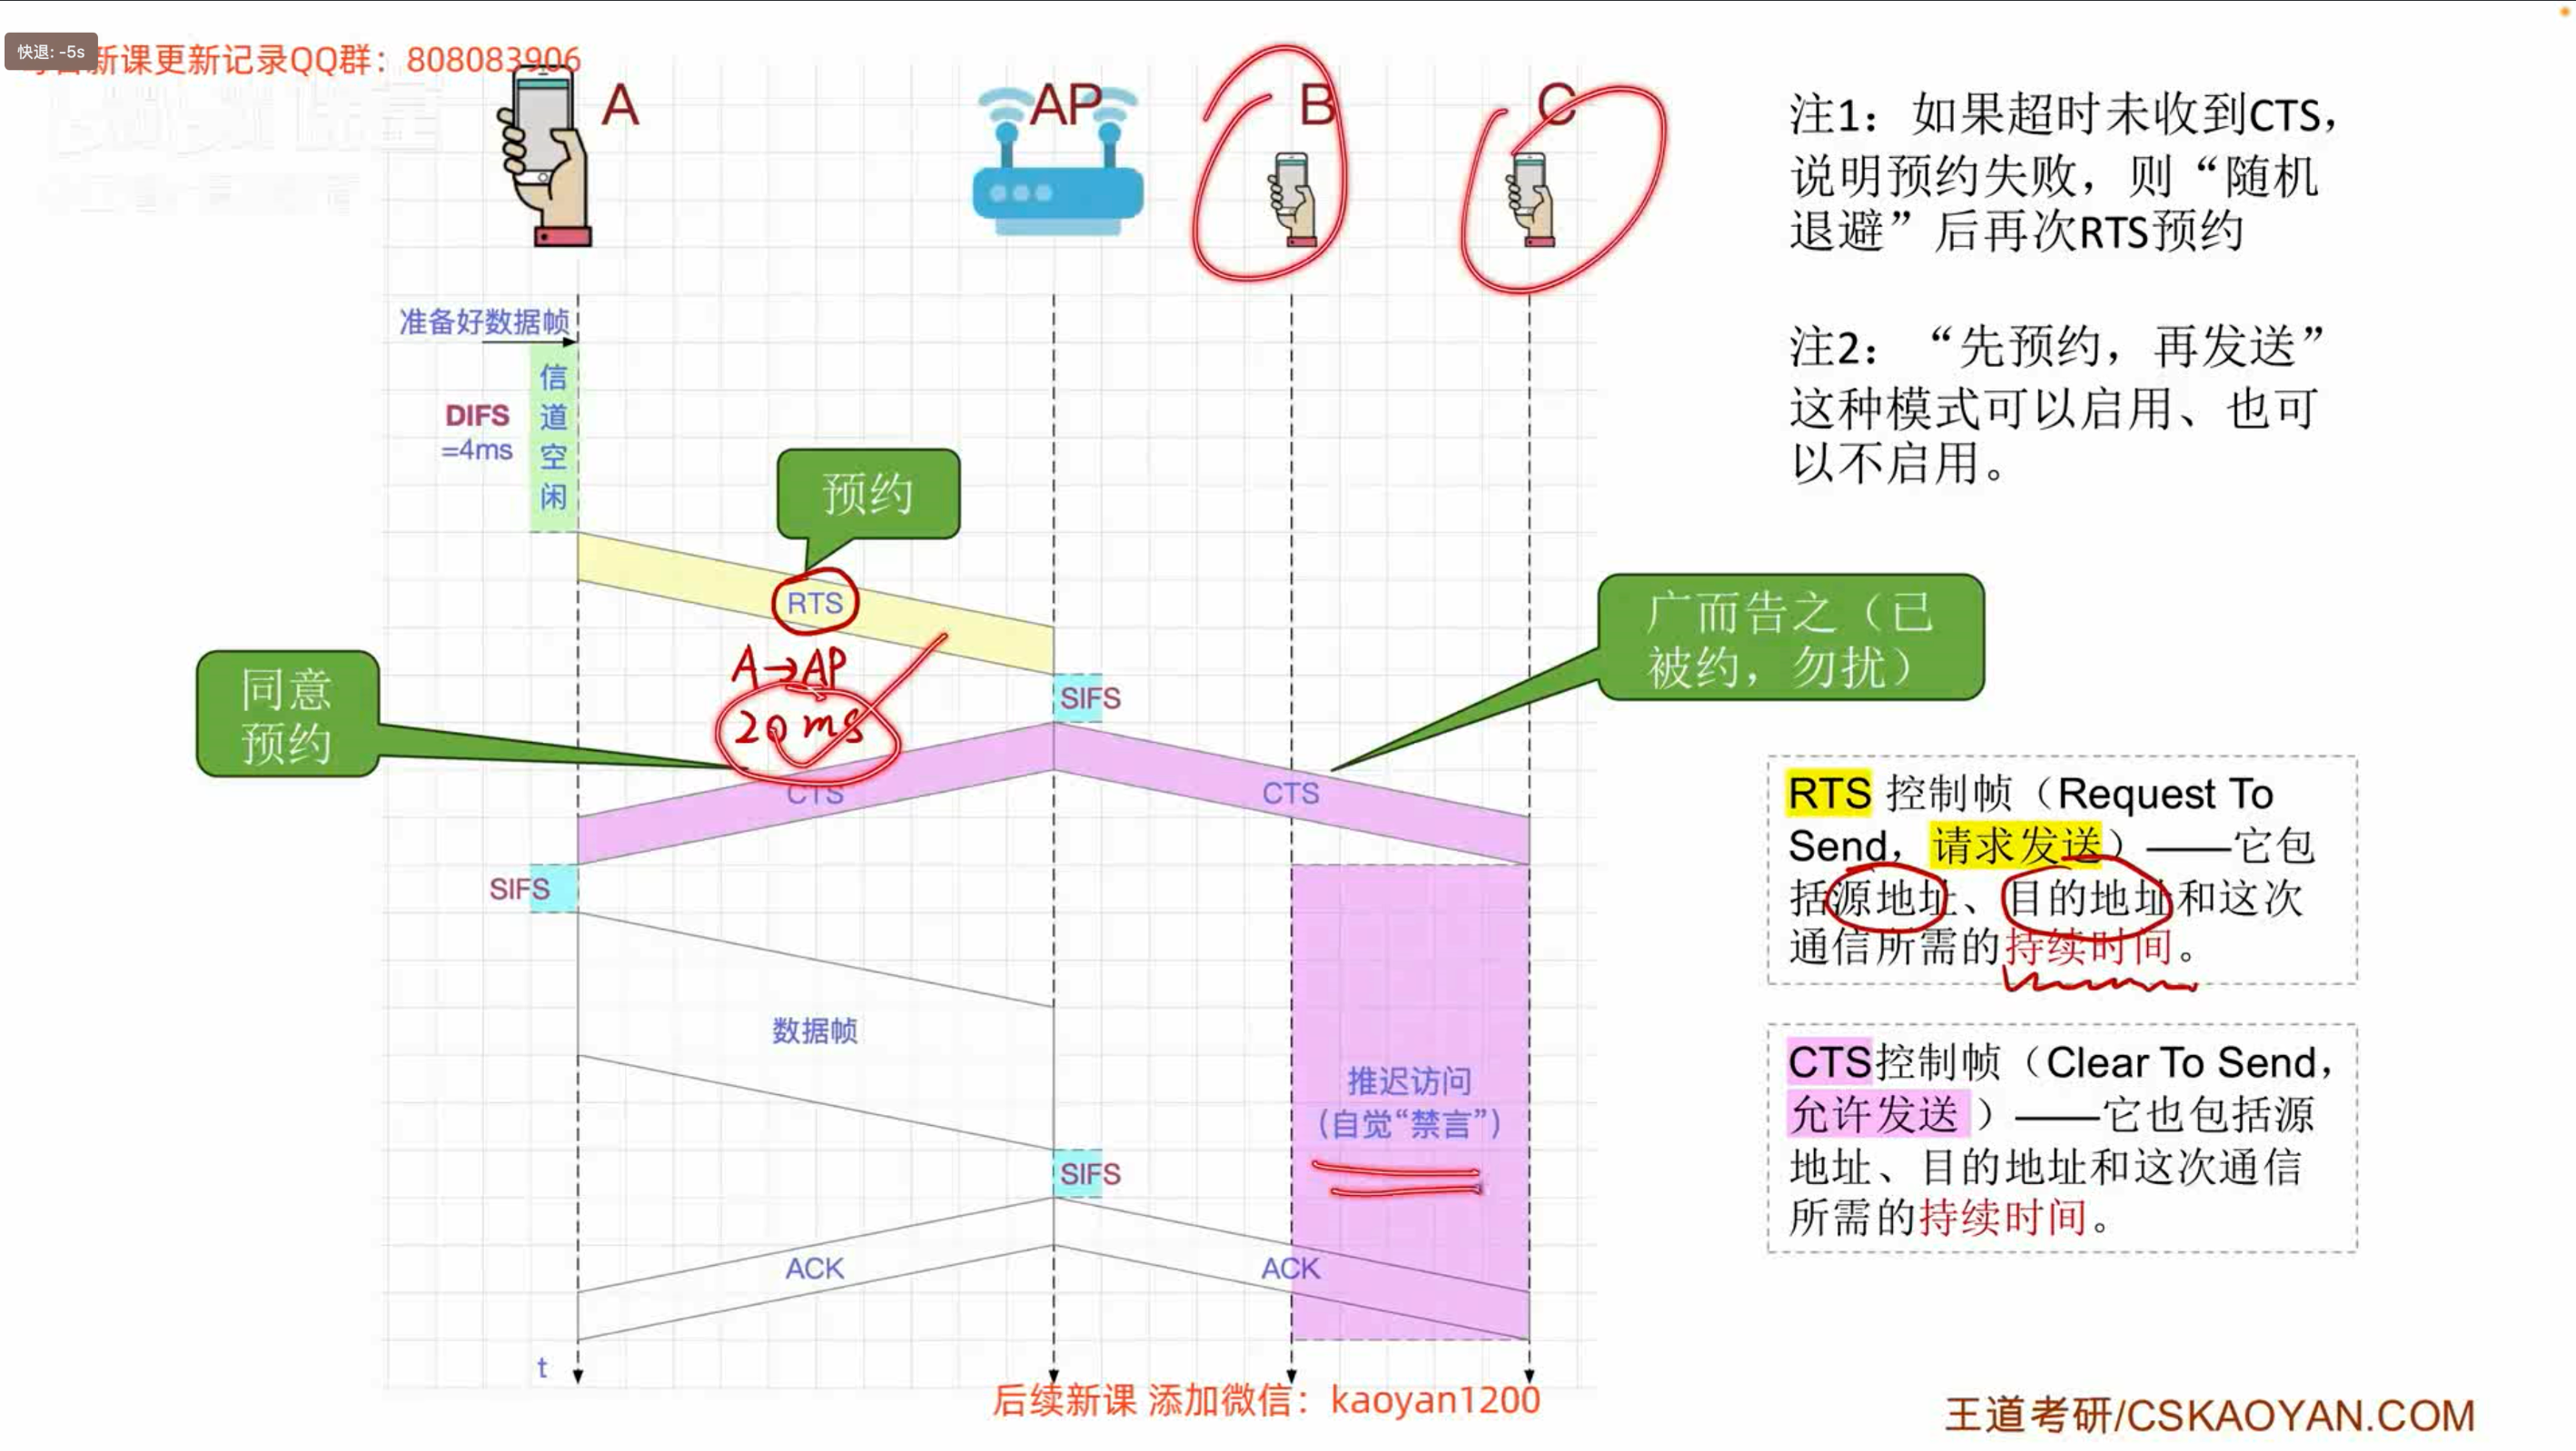 快退: -5s
新课更新记录QQ群：808083906
A
AP
B
C
注1：如果超时未收到CTS，
说明预约失败，则“随机
退避”后再次RTS预约
注2：“先预约，再发送”
这种模式可以启用、也可
以不启用。
准备好数据帧
信
道
空
闲
DIFS
=4ms
预约
RTS
A→AP
20ms
同意
预约
SIFS
广而告之（已
被约，勿扰）
CTS
CTS
SIFS
数据帧
推迟访问
（自觉“禁言”）
SIFS
ACK
ACK
t
RTS 控制帧（Request To
Send，请求发送）——它包
括源地址、目的地址和这次
通信所需的持续时间。
CTS控制帧（Clear To Send，
允许发送 ）——它也包括源
地址、目的地址和这次通信
所需的持续时间。
后续新课 添加微信：kaoyan1200
王道考研/CSKAOYAN.COM